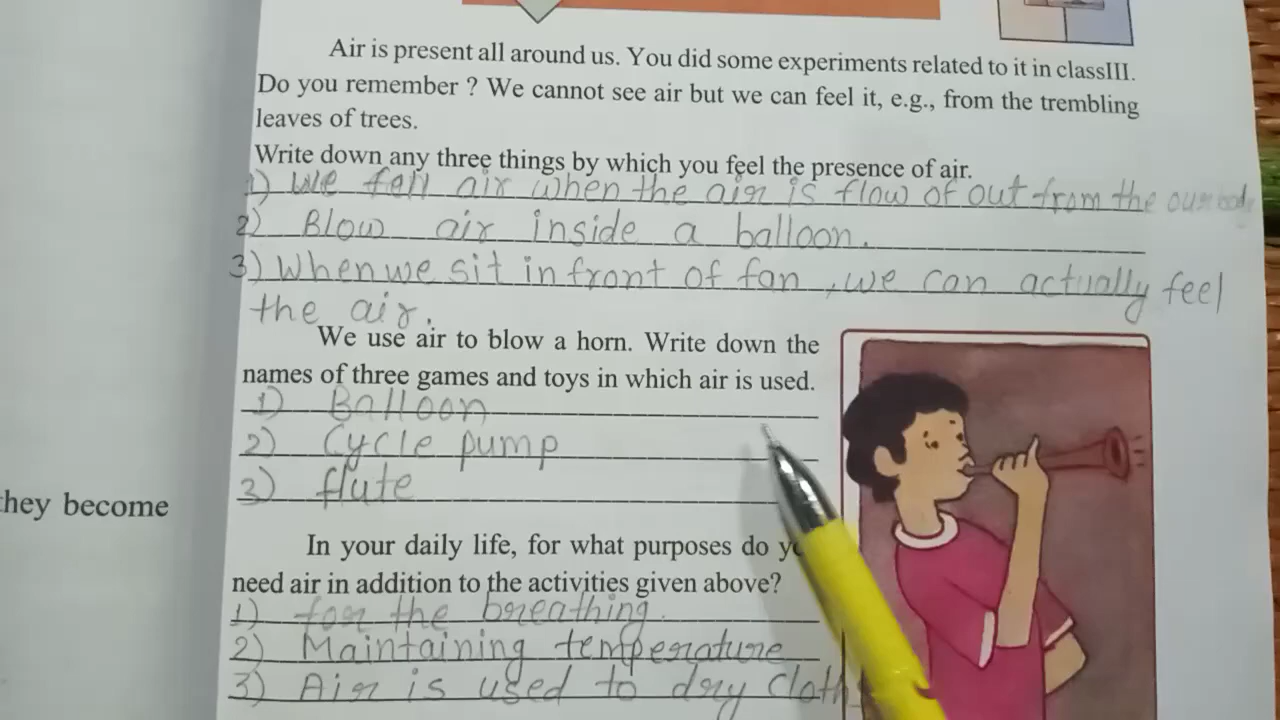 Air is present all around us. You did some experiments related to it in classIII.
Do you remember ? We cannot see air but we can feel it, e.g., from the trembling
leaves of trees.
Write down any three things by which you feel the presence of air.
1) We fell air when the air is flow of out from the our body
2) Blow air inside a balloon.
3) When we sit in front of fan, we can actually feel
the air.
We use air to blow a horn. Write down the
names of three games and toys in which air is used.
1) Balloon
2) Cycle pump
3) flute
they become
In your daily life, for what purposes do
need air in addition to the activities given above?
1) for the breathing.
2) Maintaining temperature
3) Air is used to dry cloth